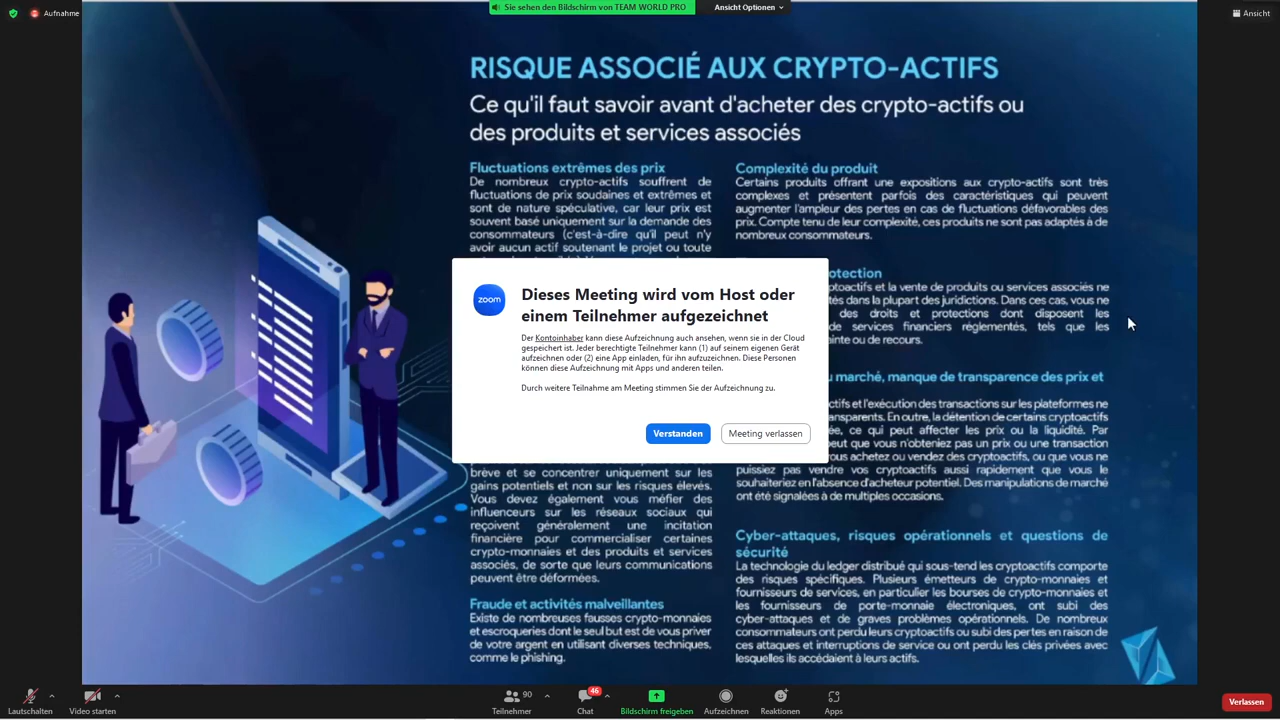 Aufnahme
Sie sehen den Bildschirm von TEAM WORLD PRO
Ansicht Optionen
Ansicht
RISQUE ASSOCIÉ AUX CRYPTO-ACTIFS
Ce qu'il faut savoir avant d'acheter des crypto-actifs ou
des produits et services associés
Fluctuations extrêmes des prix
De nombreux crypto-actifs souffrent de
fluctuations de prix soudaines et extrêmes et
sont de nature spéculative, car leur prix est
souvent basé uniquement sur la demande des
consommateurs (c'est-à-dire qu'il peut n'y
avoir aucun actif soutenant le projet ou toute
brève et se concentrer uniquement sur les
gains potentiels et non sur les risques élevés.
Vous devez également vous méfier des
influenceurs sur les réseaux sociaux qui
reçoivent généralement une incitation
financière pour commercialiser certaines
crypto-monnaies et des produits et services
associés, de sorte que leurs communications
peuvent être déformées.
Fraude et activités malveillantes
Existe de nombreuses fausses crypto-monnaies
et escroqueries dont le seul but est de vous priver
de votre argent en utilisant diverses techniques,
comme le phishing.
Complexité du produit
Certains produits offrant une expositions aux crypto-actifs sont très
complexes et présentent parfois des caractéristiques qui peuvent
augmenter l'ampleur des pertes en cas de fluctuations défavorables des
prix. Compte tenu de leur complexité, ces produits ne sont pas adaptés à de
nombreux consommateurs.
otection
ptoactifs et la vente de produits ou services associés ne
tés dans la plupart des juridictions. Dans ces cas, vous ne
des droits et protections dont disposent les
de services financiers réglementés, tels que les
inte ou de recours.
u marché, manque de transparence des prix et
ctifs et l'exécution des transactions sur les plateformes ne
nsparents. En outre, la détention de certains cryptoactifs
ée, ce qui peut affecter les prix ou la liquidité. Par
peut que vous n'obteniez pas un prix ou une transaction
vous achetez ou vendez des cryptoactifs, ou que vous ne
puissiez pas vendre vos cryptoactifs aussi rapidement que vous le
souhaiteriez en l'absence d'acheteur potentiel. Des manipulations de marché
ont été signalées à de multiples occasions.
Cyber-attaques, risques opérationnels et questions de
sécurité
La technologie du ledger distribué qui sous-tend les cryptoactifs comporte
des risques spécifiques. Plusieurs émetteurs de crypto-monnaies et
fournisseurs de services, en particulier les bourses de crypto-monnaies et
les fournisseurs de porte-monnaie électroniques, ont subi des
cyber-attaques et de graves problèmes opérationnels. De nombreux
consommateurs ont perdu leurs cryptoactifs ou subi des pertes en raison de
ces attaques et interruptions de service ou ont perdu les clés privées avec
lesquelles ils accédaient à leurs actifs.
zoom
Dieses Meeting wird vom Host oder
einem Teilnehmer aufgezeichnet
Der Kontoinhaber kann diese Aufzeichnung auch ansehen, wenn sie in der Cloud
gespeichert ist. Jeder berechtigte Teilnehmer kann (1) auf seinem eigenen Gerät
aufzeichnen oder (2) eine App einladen, für ihn aufzuzeichnen. Diese Personen
können diese Aufzeichnung mit Apps und anderen teilen.
Durch weitere Teilnahme am Meeting stimmen Sie der Aufzeichnung zu.
Verstanden
Meeting verlassen
Lautschalten
Video starten
90
Teilnehmer
46
Chat
Bildschirm freigeben
Aufzeichnen
Reaktionen
Apps
Verlassen